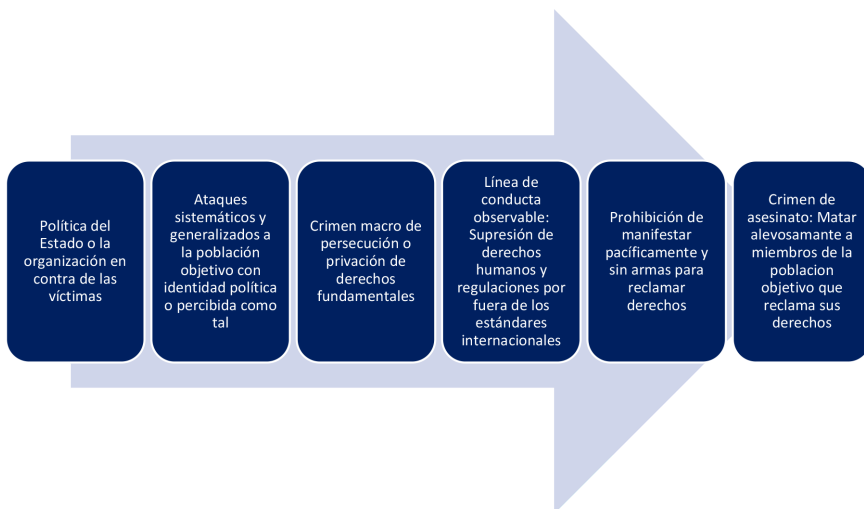 Política del
Estado o la
organización en
contra de las
víctimas
Ataques
sistemáticos y
generalizados a
la población
objetivo con
identidad política
o percibida como
tal
Crimen macro de
persecución o
privación de
derechos
fundamentales
Línea de
conducta
observable:
Supresión de
derechos
humanos y
regulaciones por
fuera de los
estándares
internacionales
Prohibición de
manifestar
pacíficamente y
sin armas para
reclamar
derechos
Crimen de
asesinato: Matar
alevosamante a
miembros de la
poblacion
objetivo que
reclama sus
derechos